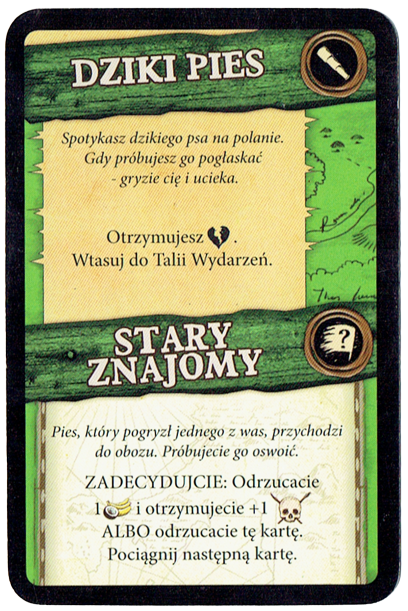 DZIKI PIES
Spotykasz dzikiego psa na polanie.
Gdy próbujesz go pogłaskać
- gryzie cię i ucieka.
Otrzymujesz .
Wtasuj do Talii Wydarzeń.
STARY
ZNAJOMY
?
Pies, który pogryzł jednego z was, przychodzi
do obozu. Próbujecie go oswoić.
ZADECYDUJCIE: Odrzucacie
1 i otrzymujecie +1
ALBO odrzucacie tę kartę.
Pociągnij następną kartę.